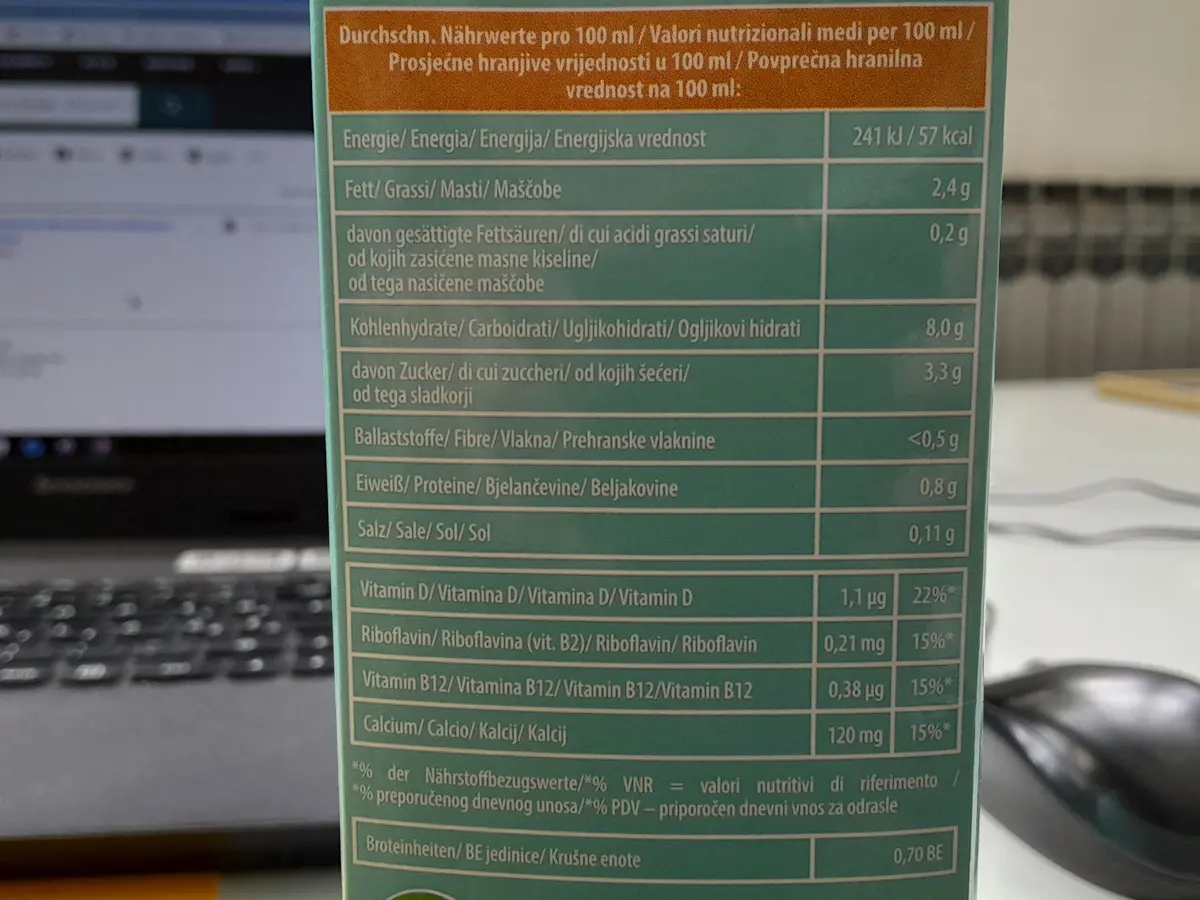 Durchschn. Nährwerte pro 100 ml / Valori nutrizionali medi per 100 ml /
Prosječne hranjive vrijednosti u 100 ml / Povprečna hranilna
vrednost na 100 ml:
Energie/ Energia/ Energija/ Energijska vrednost 241 kJ / 57 kcal
Fett/ Grassi/ Masti/ Maščobe 2,4 g
davon gesättigte Fettsäuren/ di cui acidi grassi saturi/ 0,2 g
od kojih zasićene masne kiseline/
od tega nasičene maščobe
Kohlenhydrate/ Carboidrati/ Ugljikohidrati/ Ogljikovi hidrati 8,0 g
davon Zucker/ di cui zuccheri/ od kojih šećeri/ 3,3 g
od tega sladkorji
Ballaststoffe/ Fibre/ Vlakna/ Prehranske vlaknine <0,5 g
Eiweiß/ Proteine/ Bjelančevine/ Beljakovine 0,8 g
Salz/ Sale/ Sol/ Sol 0,11 g
Vitamin D/ Vitamina D/ Vitamina D/ Vitamin D 1,1 µg 22%*
Riboflavin/ Riboflavina (vit. B2)/ Riboflavin/ Riboflavin 0,21 mg 15%*
Vitamin B12/ Vitamina B12/ Vitamin B12/Vitamin B12 0,38 µg 15%*
Calcium/ Calcio/ Kalcij/ Kalcij 120 mg 15%*
*% der Nährstoffbezugswerte/*% VNR = valori nutritivi di riferimento /
*% preporučenog dnevnog unosa/*% PDV – priporočen dnevni vnos za odrasle
Broteinheiten/ BE jedinice/ Krušne enote 0,70 BE